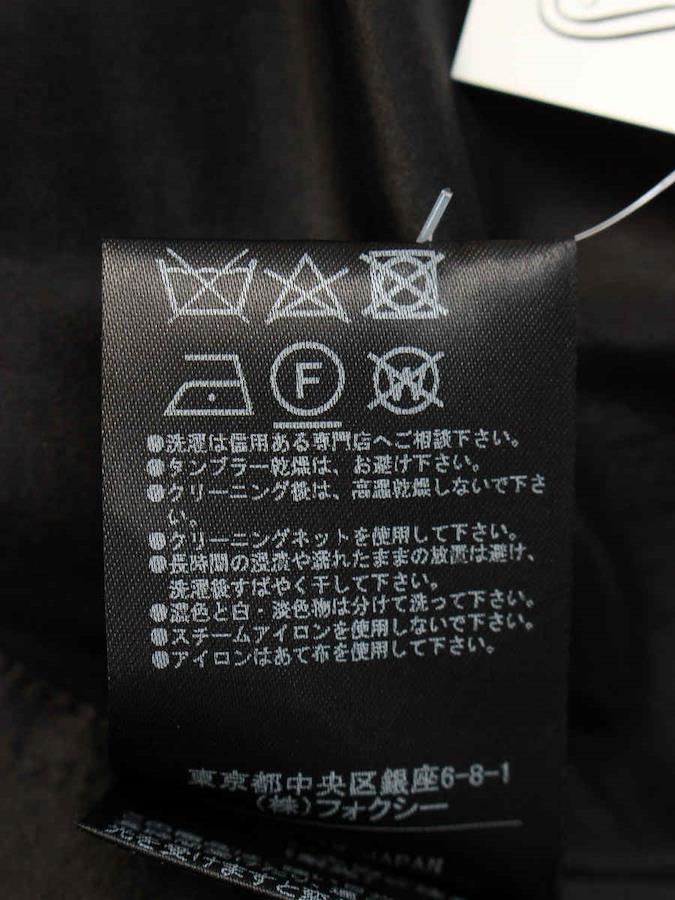 F
W
●洗濯は信用ある専門店へご相談下さい。
●タンブラー乾燥は、お避け下さい。
●クリーニング後は、高温乾燥しないで下さ
い。
●クリーニングネットを使用して下さい。
●長時間の浸漬や濡れたままの放置は避け、
洗濯後すばやく干して下さい。
●濃色と白・淡色物は分けて洗って下さい。
●スチームアイロンを使用しないで下さい。
●アイロンはあて布を使用して下さい。
東京都中央区銀座6-8-1
(株)フォクシー
JAPAN
光を受けますと